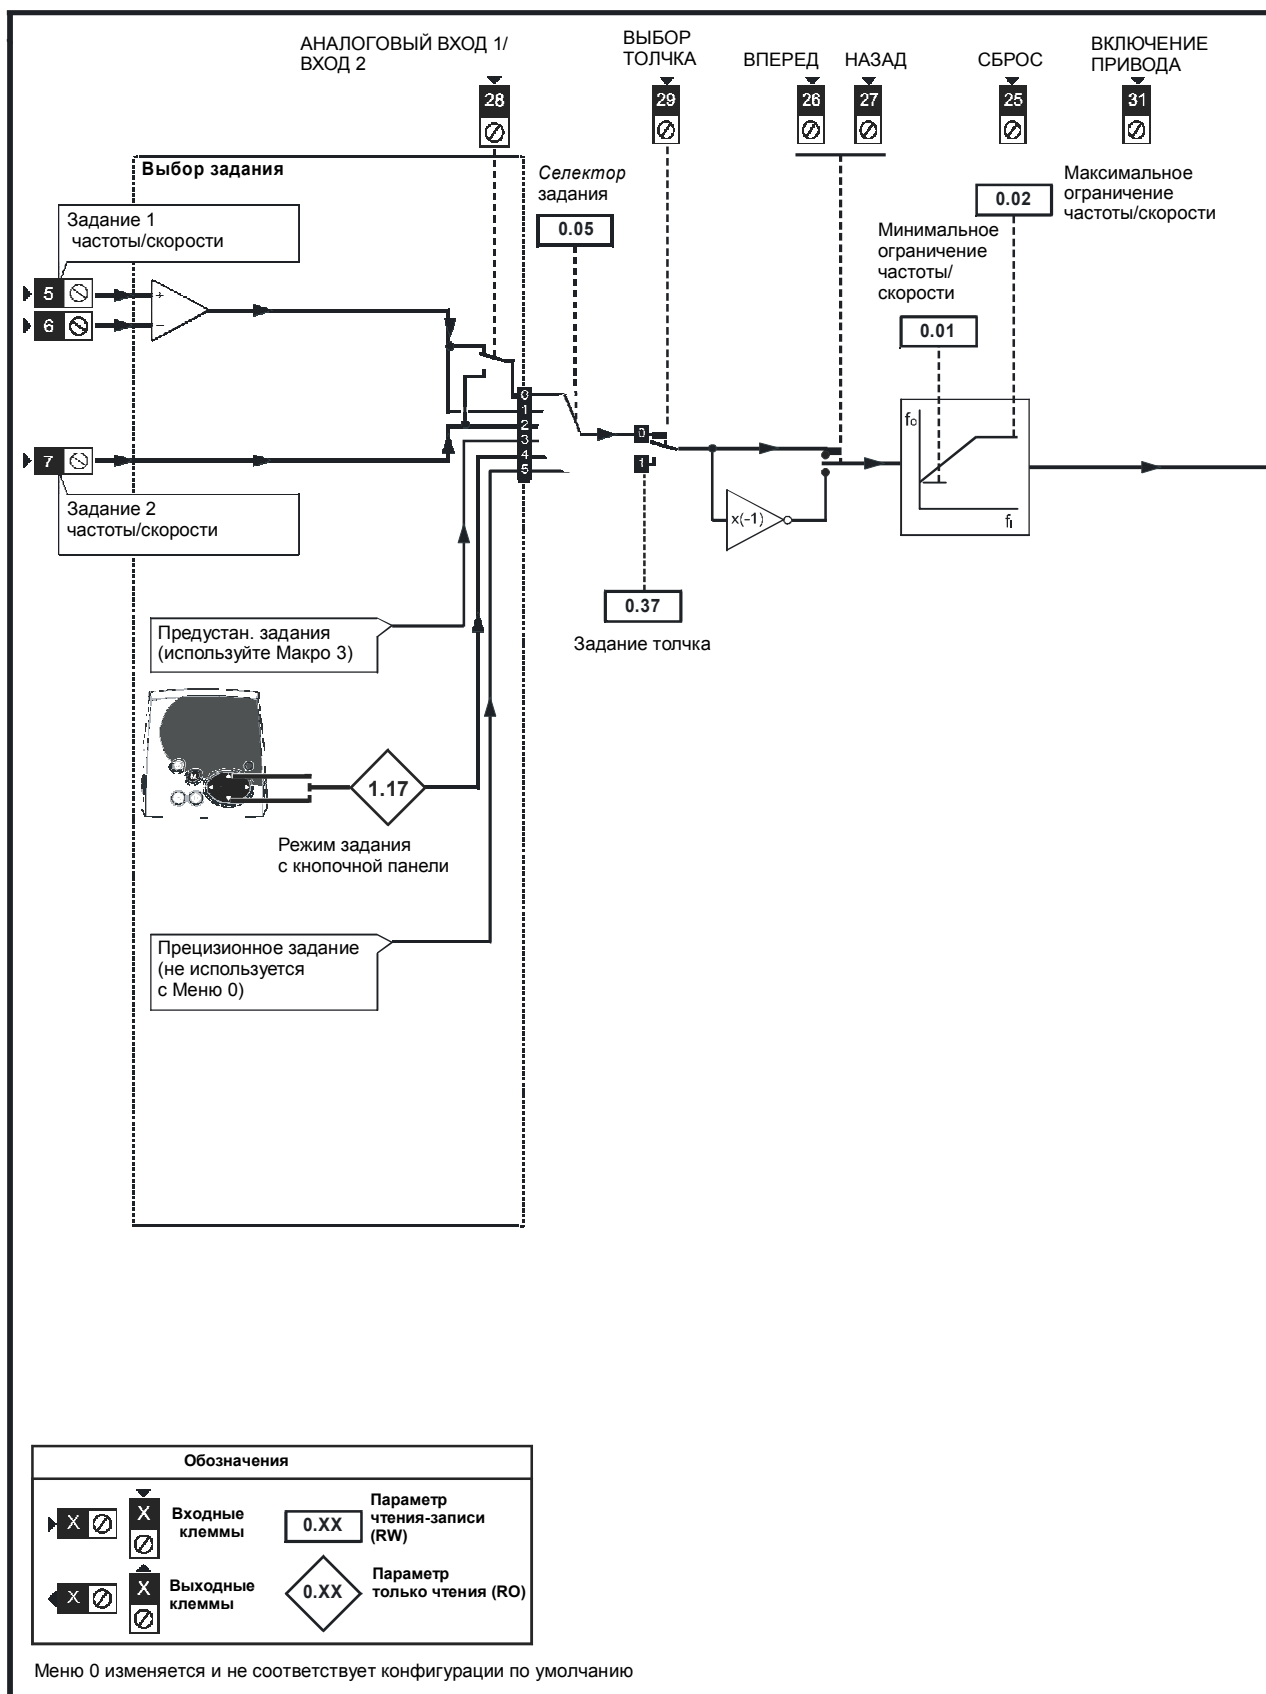 АНАЛОГОВЫЙ ВХОД 1/
ВХОД 2
ВЫБОР
ТОЛЧКА
ВПЕРЕД
НАЗАД
СБРОС
ВКЛЮЧЕНИЕ
ПРИВОДА
28
29
26
27
25
31
Выбор задания
Селектор
задания
0.05
Максимальное
ограничение
частоты/скорости
0.02
Минимальное
ограничение
частоты/
скорости
0.01
Задание 1
частоты/скорости
5
6
+
−
7
Задание 2
частоты/скорости
0
1
2
3
4
5
0
1
x(-1)
fo
fi
0.37
Задание толчка
Предустан. задания
(используйте Макро 3)
M
1.17
Режим задания
с кнопочной панели
Прецизионное задание
(не используется
с Меню 0)
Обозначения
X
X
Входные
клеммы
0.XX
Параметр
чтения-записи
(RW)
X
X
Выходные
клеммы
0.XX
Параметр
только чтения (RO)
Меню 0 изменяется и не соответствует конфигурации по умолчанию